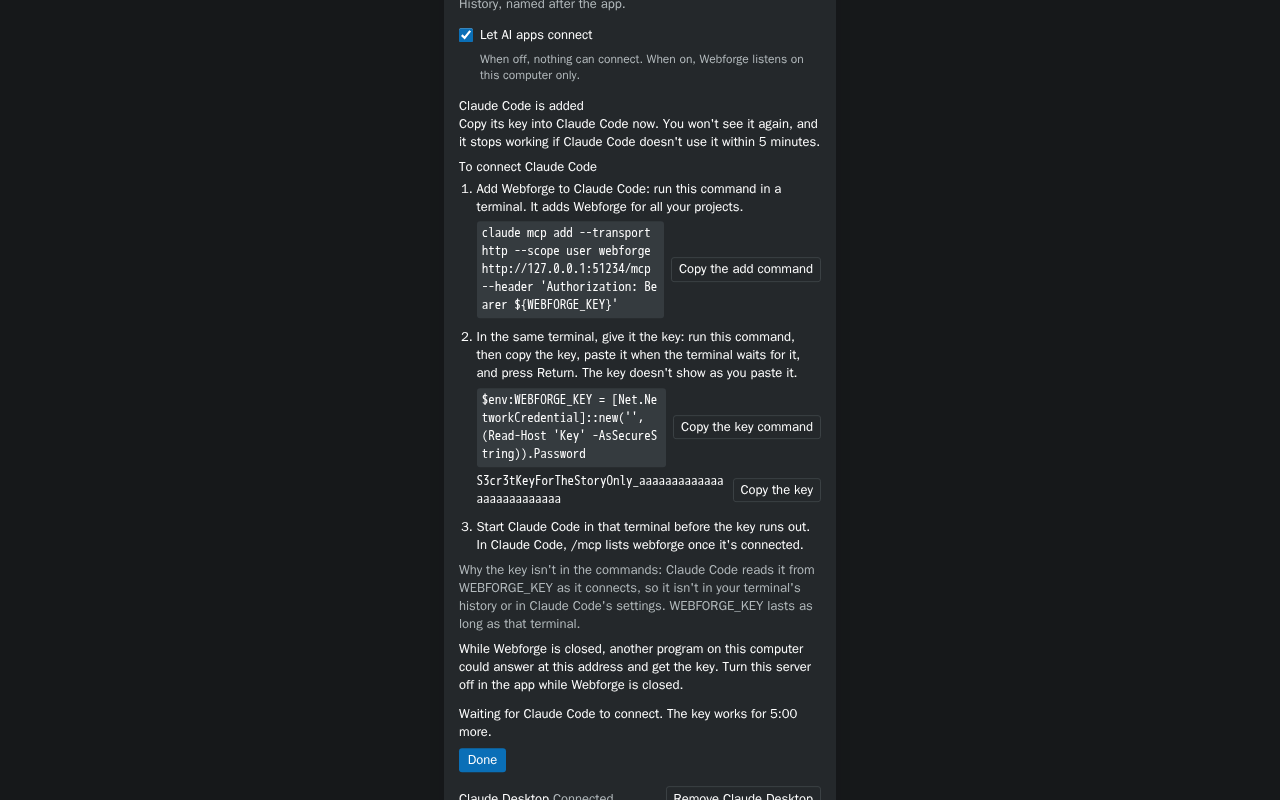 History, named after the app.
Let AI apps connect
When off, nothing can connect. When on, Webforge listens on
this computer only.
Claude Code is added
Copy its key into Claude Code now. You won't see it again, and
it stops working if Claude Code doesn't use it within 5 minutes.
To connect Claude Code
1. Add Webforge to Claude Code: run this command in a
terminal. It adds Webforge for all your projects.
claude mcp add --transport
http --scope user webforge
http://127.0.0.1:51234/mcp
--header 'Authorization: Be
arer ${WEBFORGE_KEY}'
Copy the add command
2. In the same terminal, give it the key: run this command,
then copy the key, paste it when the terminal waits for it,
and press Return. The key doesn't show as you paste it.
$env:WEBFORGE_KEY = [Net.Ne
tworkCredential]::new('',
(Read-Host 'Key' -AsSecureS
tring)).Password
Copy the key command
S3cr3tKeyForTheStoryOnly_aaaaaaaaaaaaa
aaaaaaaaaaaaa
Copy the key
3. Start Claude Code in that terminal before the key runs out.
In Claude Code, /mcp lists webforge once it's connected.
Why the key isn't in the commands: Claude Code reads it from
WEBFORGE_KEY as it connects, so it isn't in your terminal's
history or in Claude Code's settings. WEBFORGE_KEY lasts as
long as that terminal.
While Webforge is closed, another program on this computer
could answer at this address and get the key. Turn this server
off in the app while Webforge is closed.
Waiting for Claude Code to connect. The key works for 5:00
more.
Done
Claude Desktop Connected
Remove Claude Desktop